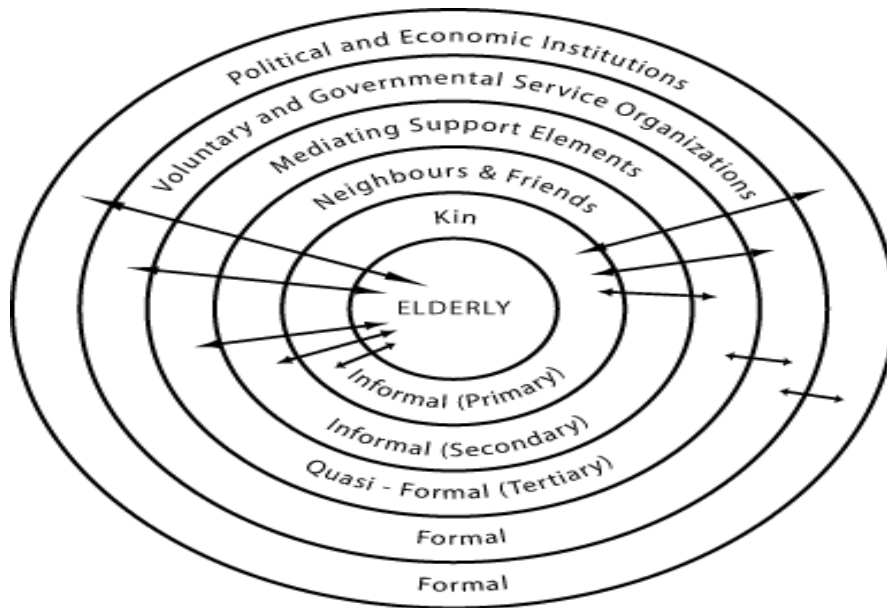 Political and Economic Institutions
Voluntary and Governmental Service Organizations
Mediating Support Elements
Neighbours & Friends
Kin
ELDERLY
Informal (Primary)
Informal (Secondary)
Quasi - Formal (Tertiary)
Formal
Formal